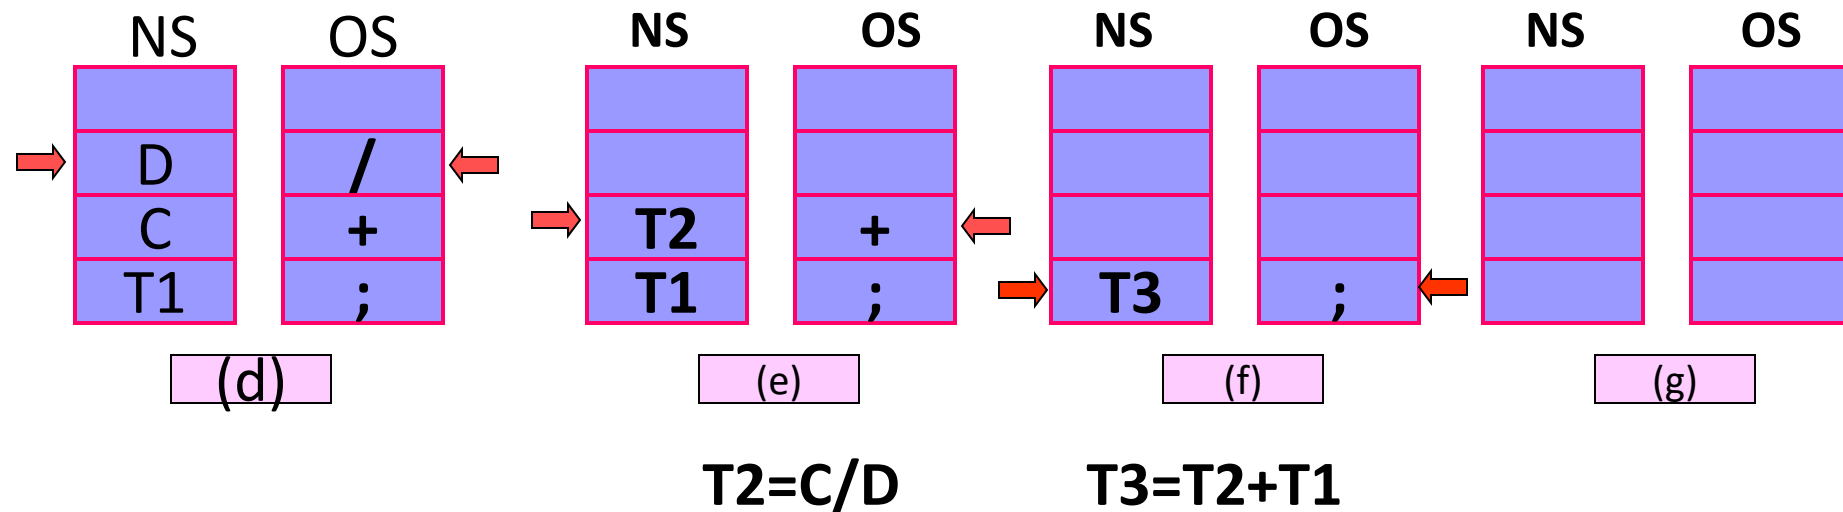 NS OS NS OS NS OS NS OS
D /
C + T2 +
T1 ; T1 ; T3 ;
(d) (e) (f) (g)
T2=C/D T3=T2+T1